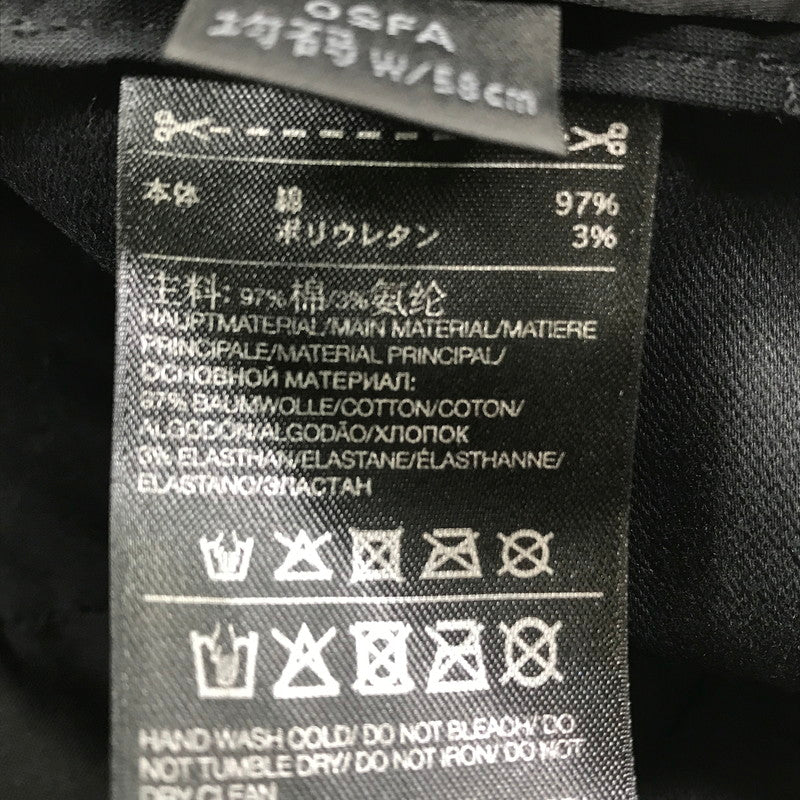 OSFA
均石马 W/58cm
本体 綿 97%
ポリウレタン 3%
主料: 97%棉/3%氨纶
HAUPTMATERIAL/MAIN MATERIAL/MATIERE
PRINCIPALE/MATERIAL PRINCIPAL/
ОСНОВНОЙ МАТЕРИАЛ:
97% BAUMWOLLE/COTTON/COTON/
ALGODÓN/ALGODÃO/ХЛОПОК
3% ELASTHAN/ELASTANE/ÉLASTHANNE/
ELASTANO/ЭЛАСТАН
HAND WASH COLD/ DO NOT BLEACH/ DO
NOT TUMBLE DRY/ DO NOT IRON/ DO NOT
DRY CLEAN